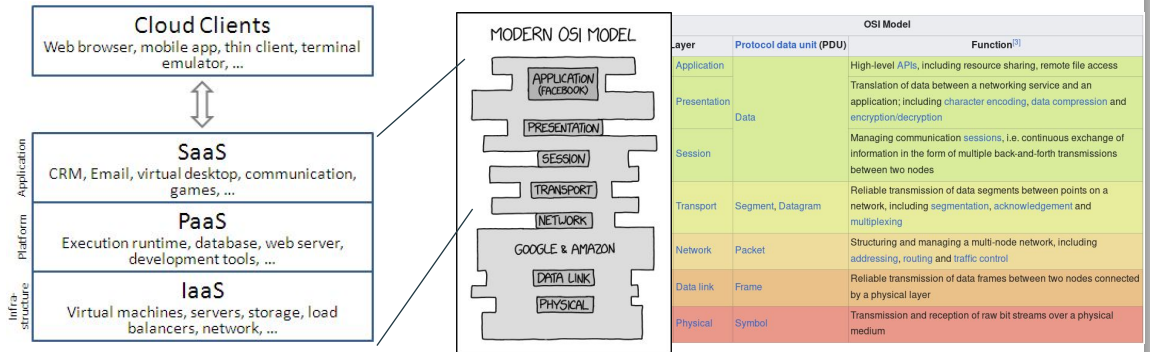 Cloud Clients
Web browser, mobile app, thin client, terminal
emulator, ...
Application
SaaS
CRM, Email, virtual desktop, communication,
games, ...
Platform
PaaS
Execution runtime, database, web server,
development tools, ...
Infra-
structure
IaaS
Virtual machines, servers, storage, load
balancers, network, ...
MODERN OSI MODEL
APPLICATION
(FACEBOOK)
PRESENTATION
SESSION
TRANSPORT
NETWORK
GOOGLE & AMAZON
DATA LINK
PHYSICAL
OSI Model
Layer Protocol data unit (PDU) Function[3]
Application
High-level APIs, including resource sharing, remote file access
Presentation
Translation of data between a networking service and an
application; including character encoding, data compression and
encryption/decryption
Data
Session
Managing communication sessions, i.e. continuous exchange of
information in the form of multiple back-and-forth transmissions
between two nodes
Transport
Segment, Datagram
Reliable transmission of data segments between points on a
network, including segmentation, acknowledgement and
multiplexing
Network
Packet
Structuring and managing a multi-node network, including
addressing, routing and traffic control
Data link
Frame
Reliable transmission of data frames between two nodes connected
by a physical layer
Physical
Symbol
Transmission and reception of raw bit streams over a physical
medium